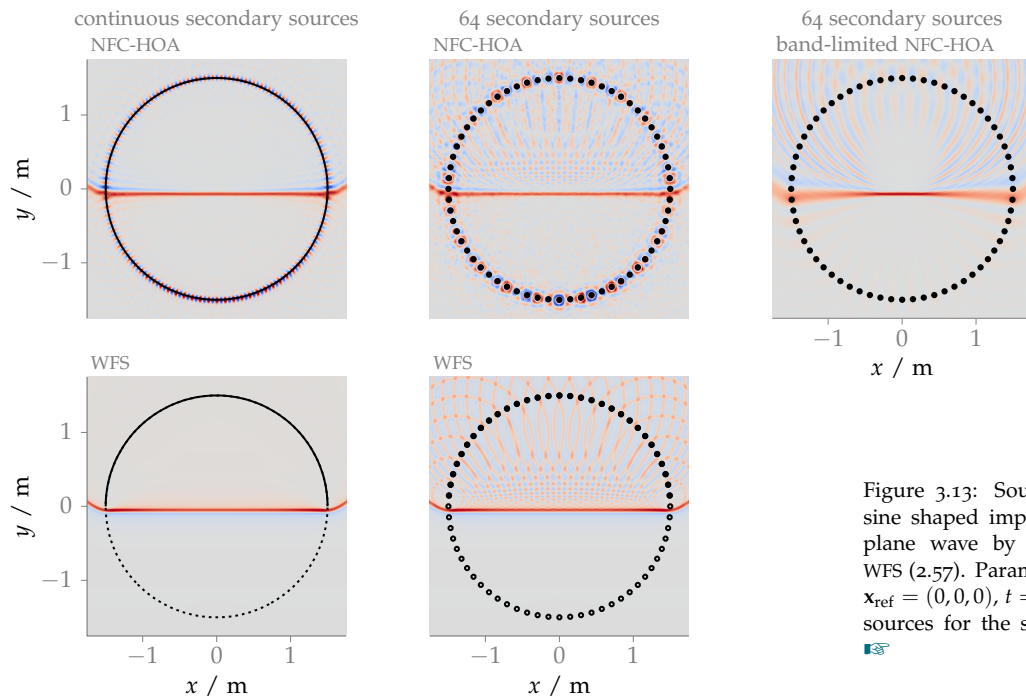 continuous secondary sources
NFC-HOA
64 secondary sources
NFC-HOA
64 secondary sources
band-limited NFC-HOA
y / m
1
0
−1
−1 0 1
x / m
WFS
WFS
y / m
1
0
−1
−1 0 1
x / m
−1 0 1
x / m
Figure 3.13: Sou
sine shaped imp
plane wave by
WFS (2.57). Param
x_ref = (0,0,0), t =
sources for the s
☞